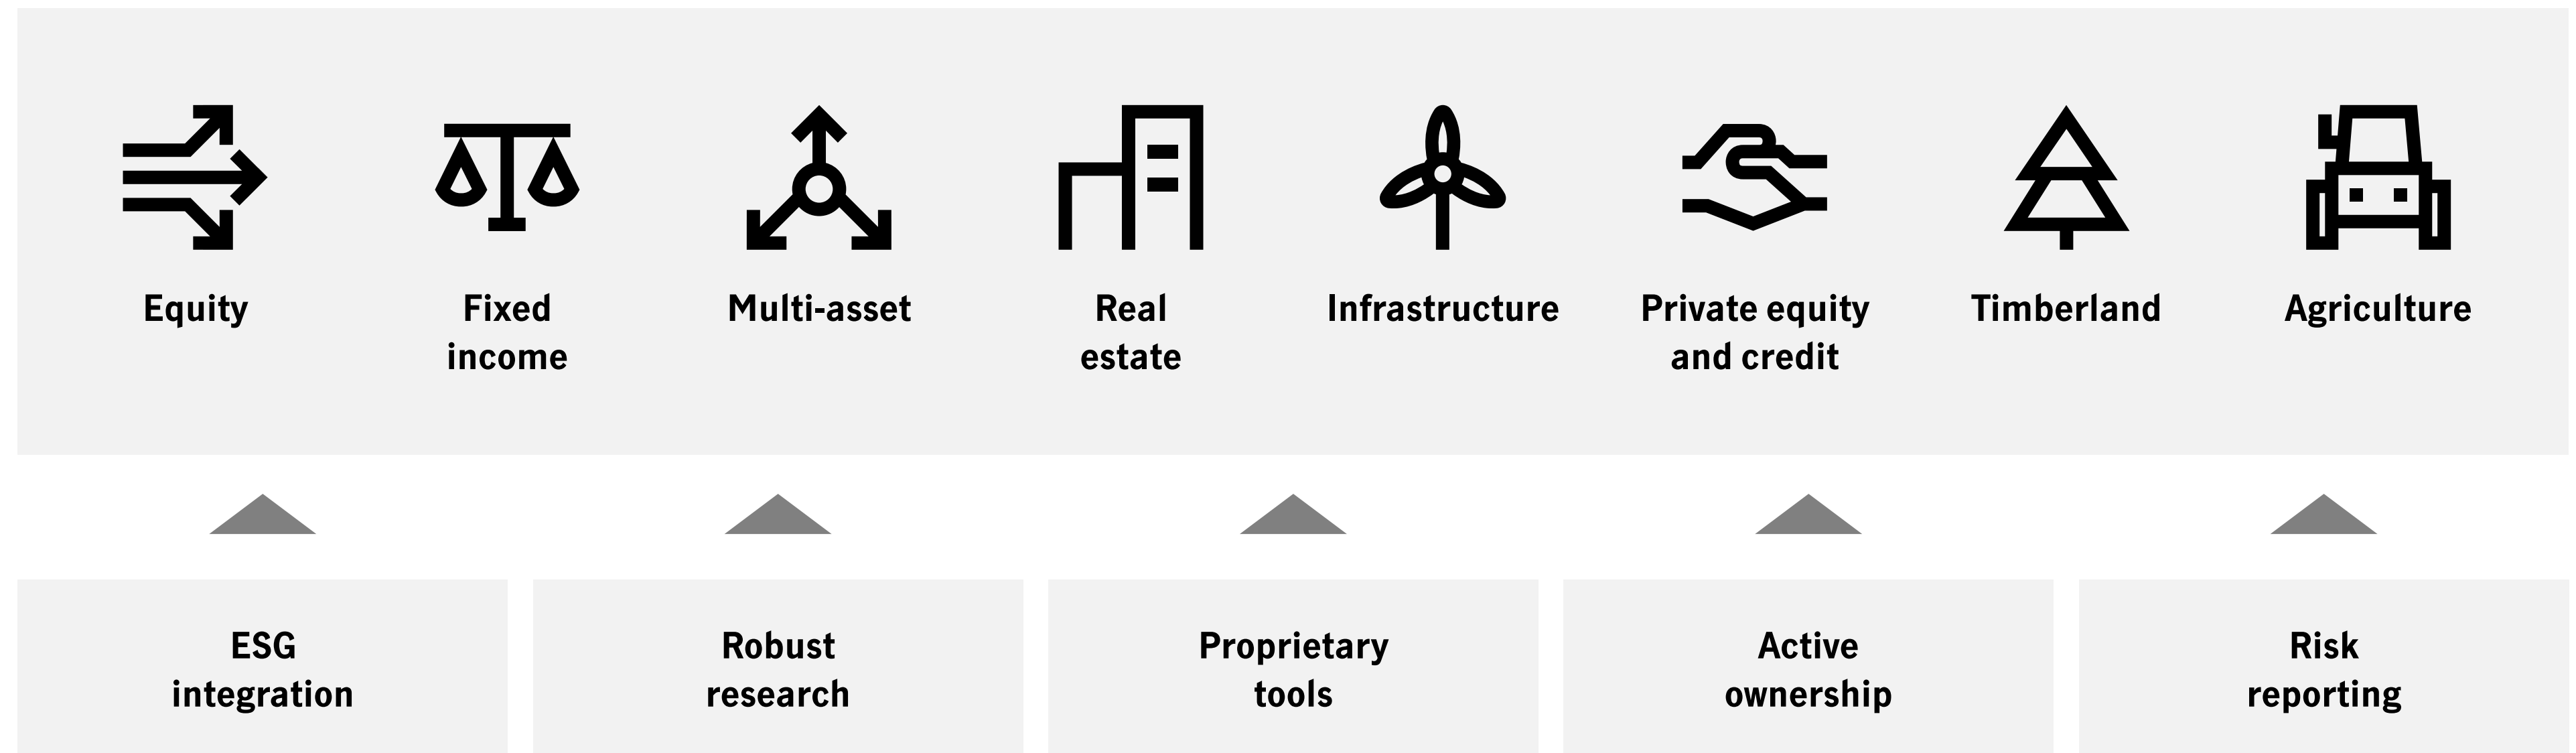 Equity
Fixed
income
Multi-asset
Real
estate
Infrastructure
Private equity
and credit
Timberland
Agriculture
ESG
integration
Robust
research
Proprietary
tools
Active
ownership
Risk
reporting